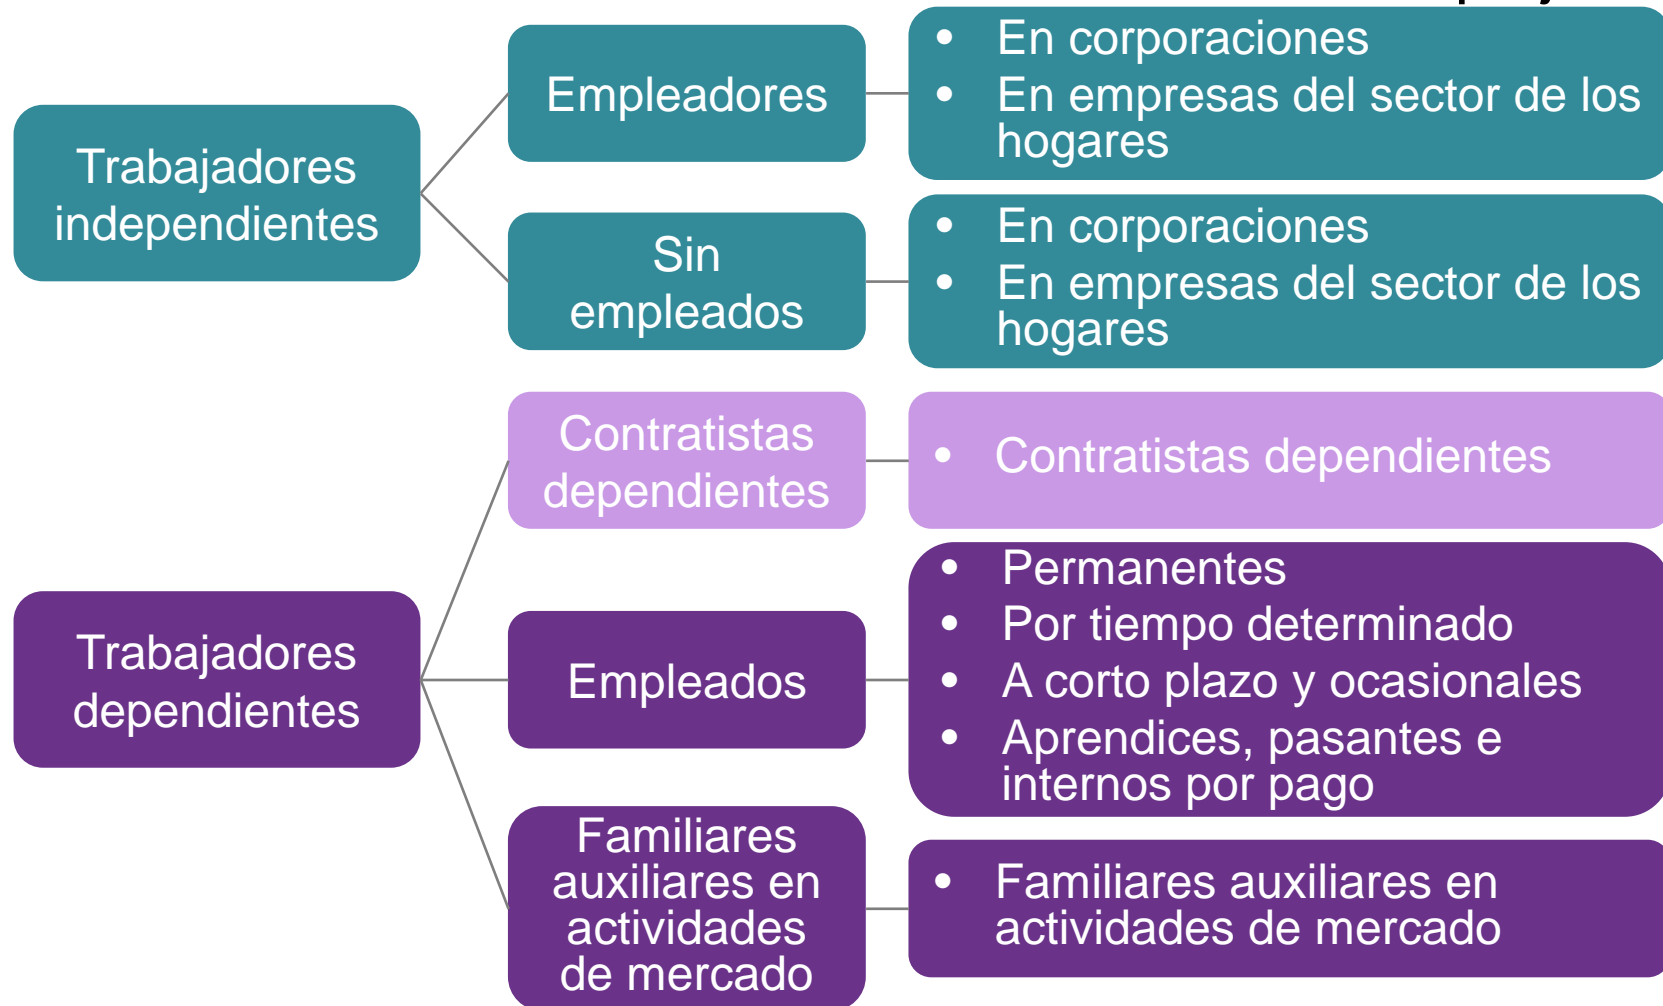 Trabajadores
independientes
Empleadores
• En corporaciones
• En empresas del sector de los
hogares
Sin
empleados
• En corporaciones
• En empresas del sector de los
hogares
Trabajadores
dependientes
Contratistas
dependientes
• Contratistas dependientes
Empleados
• Permanentes
• Por tiempo determinado
• A corto plazo y ocasionales
• Aprendices, pasantes e
internos por pago
Familiares
auxiliares en
actividades
de mercado
• Familiares auxiliares en
actividades de mercado